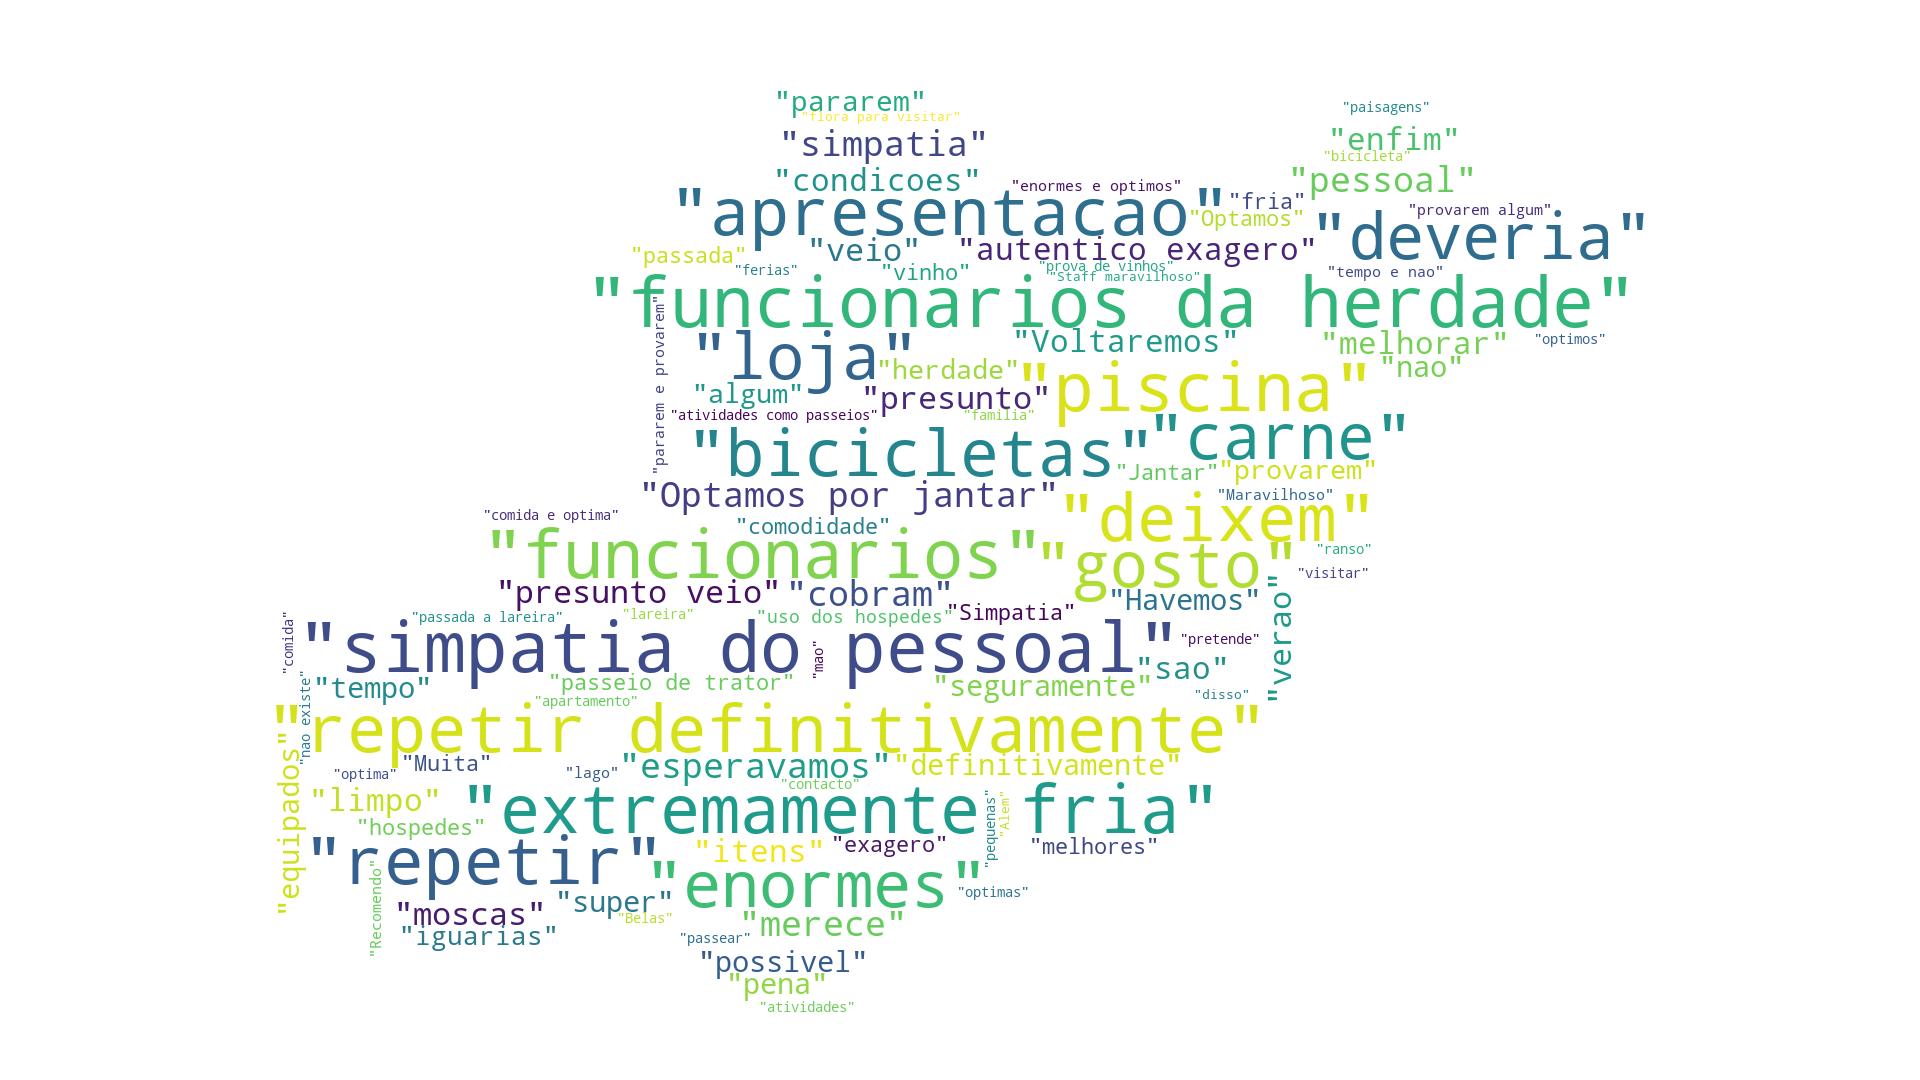 "pararem"
"flora para visitar"
"paisagens"
"simpatia"
"enfim"
"bicicleta"
"condicoes"
"enormes e optimos"
"pessoal"
"apresentacao"
"fria"
"Optamos"
"provarem algum"
"deveria"
"passada"
"veio"
"autentico exagero"
"ferias"
"vinho"
"prova de vinhos"
"Staff maravilhoso"
"tempo e nao"
"funcionarios da herdade"
"pararem e provarem"
"loja"
"Voltaremos"
"melhorar"
"optimos"
"herdade"
"piscina"
"nao"
"algum"
"presunto"
"atividades como passeios"
"familia"
"bicicletas"
"carne"
"Jantar"
"provarem"
"Optamos por jantar"
"Maravilhoso"
"deixem"
"comida e optima"
"comodidade"
"funcionarios"
"gosto"
"ranso"
"visitar"
"presunto veio"
"cobram"
"Havemos"
"verao"
"passada a lareira"
"lareira"
"uso dos hospedes"
"Simpatia"
"comida"
"simpatia do pessoal"
"mao"
"pretende"
"sao"
"tempo"
"passeio de trator"
"seguramente"
"disso"
"nao existe"
"apartamento"
"repetir definitivamente"
"equipados"
"optima"
"Muita"
"lago"
"esperavamos"
"definitivamente"
"contacto"
"limpo"
"extremamente fria"
"pequenas"
"Alem"
"hospedes"
"repetir"
"itens"
"exagero"
"melhores"
"enormes"
"optimas"
"Recomendo"
"moscas"
"super"
"Belas"
"merece"
"iguarias"
"passear"
"possivel"
"pena"
"atividades"